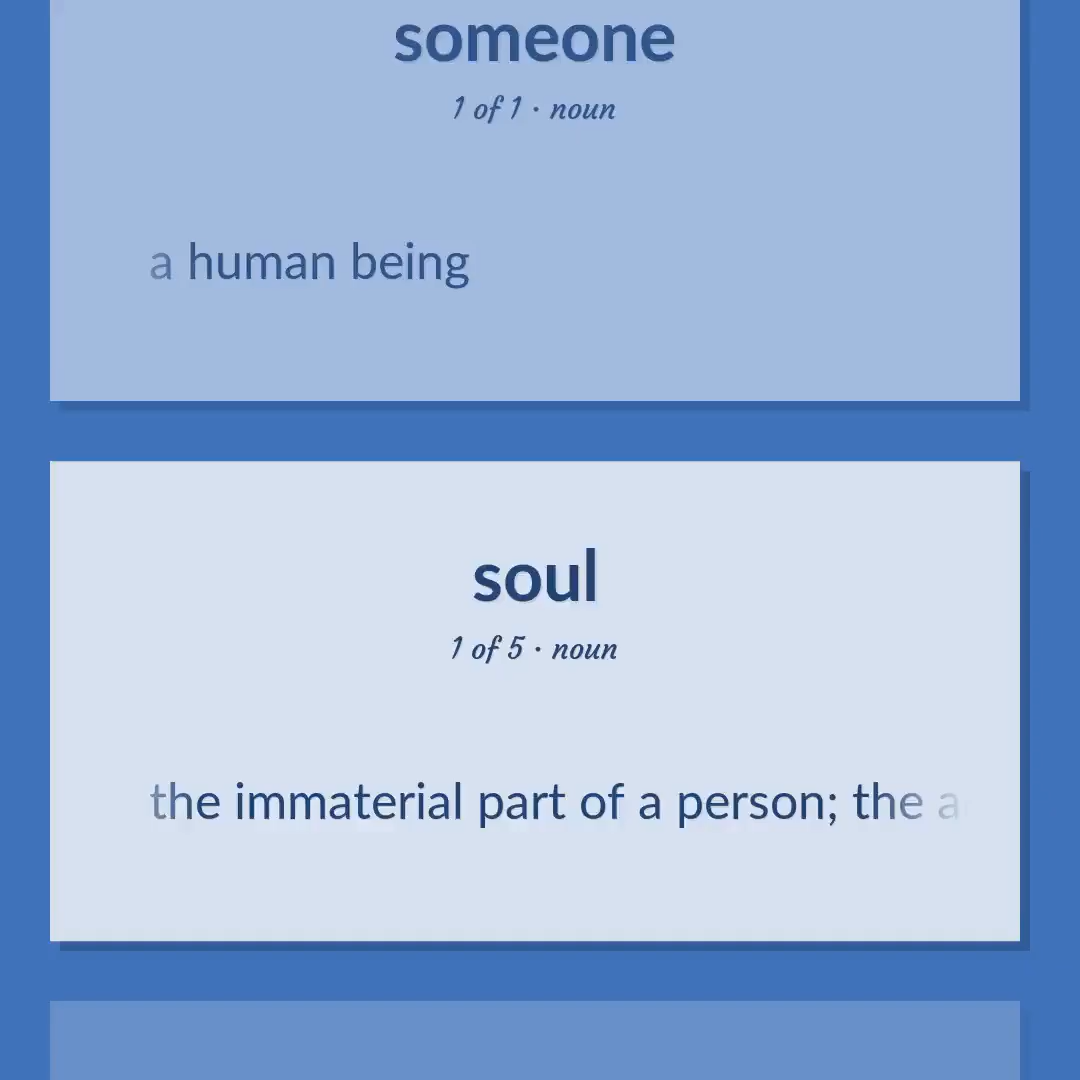 someone
1 of 1 · noun
a human being
soul
1 of 5 · noun
the immaterial part of a person; the